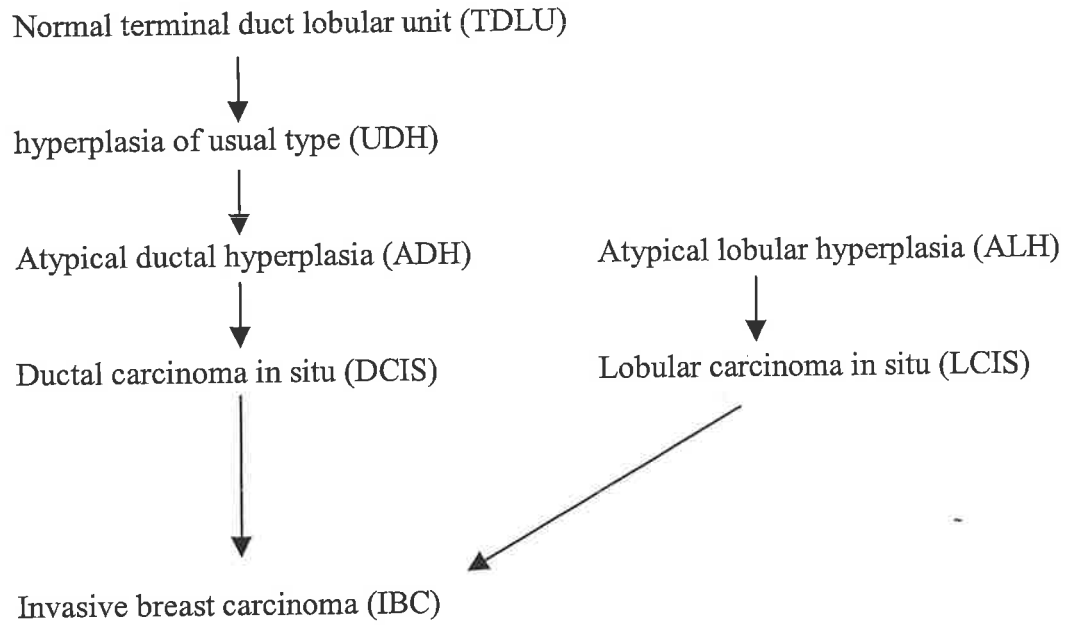 Normal terminal duct lobular unit (TDLU)
hyperplasia of usual type (UDH)
Atypical ductal hyperplasia (ADH)
Atypical lobular hyperplasia (ALH)
Ductal carcinoma in situ (DCIS)
Lobular carcinoma in situ (LCIS)
Invasive breast carcinoma (IBC)